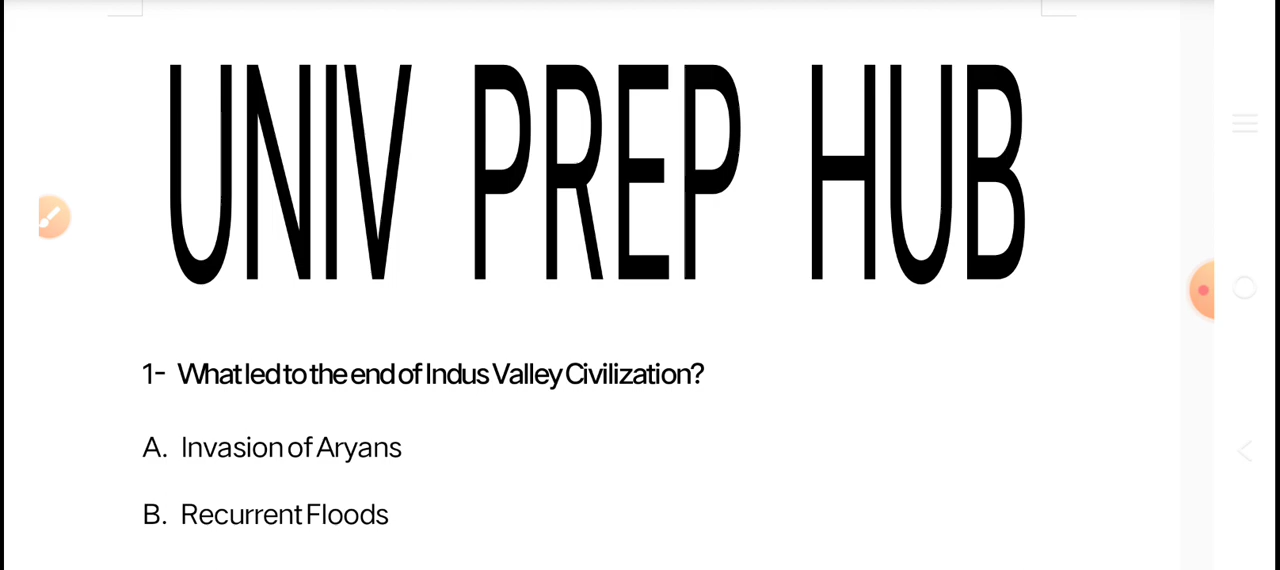 UNIV PREP HUB
1- What led to the end of Indus Valley Civilization?
A. Invasion of Aryans
B. Recurrent Floods